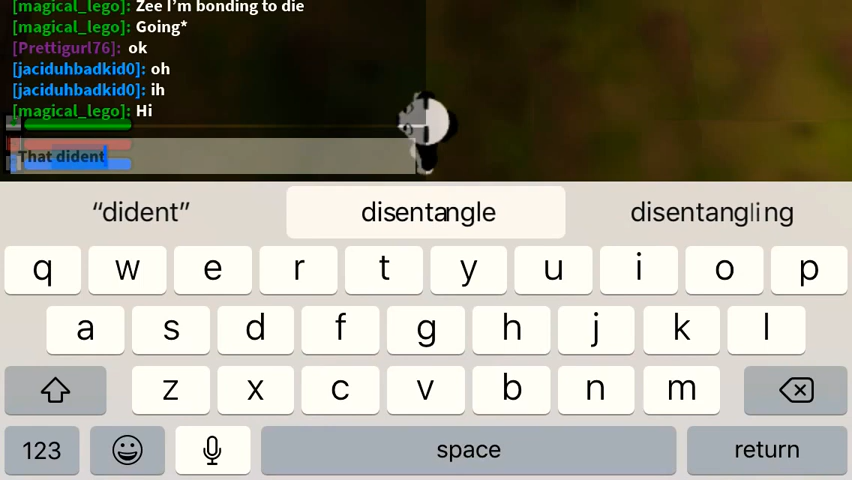 [magical_lego]: Zee I'm bonding to die
[magical_lego]: Going*
[Prettigurl76]: ok
[jaciduhbadkid0]: oh
[jaciduhbadkid0]: ih
[magical_lego]: Hi
That dident
“dident” disentangle disentangling
q w e r t y u i o p
a s d f g h j k l
z x c v b n m
123 space return